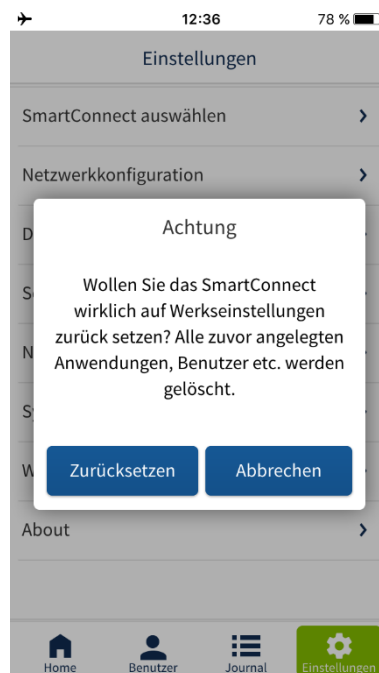 12:36
78 %
Einstellungen
SmartConnect auswählen
Netzwerkkonfiguration
Achtung
Wollen Sie das SmartConnect
wirklich auf Werkseinstellungen
zurück setzen? Alle zuvor angelegten
Anwendungen, Benutzer etc. werden
gelöscht.
Zurücksetzen
Abbrechen
About
Home
Benutzer
Journal
Einstellungen